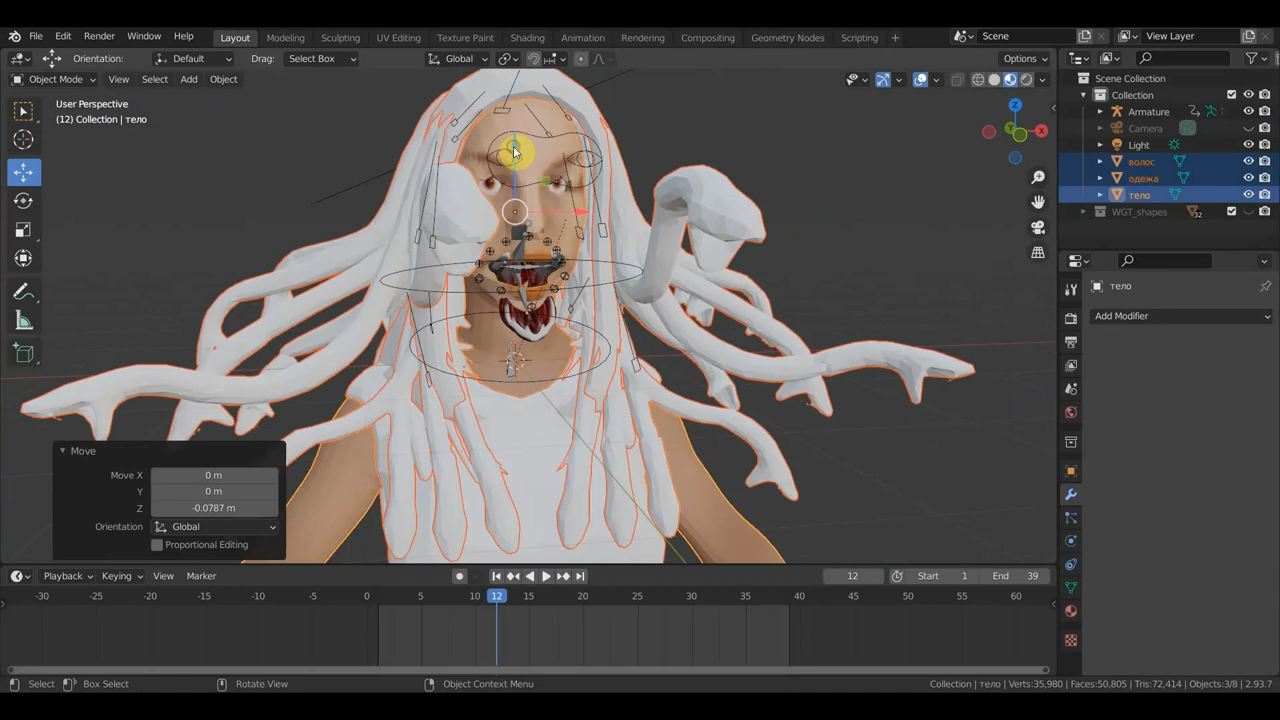 File Edit Render Window Help Layout Modeling Sculpting UV Editing Texture Paint Shading Animation Rendering Compositing Geometry Nodes Scripting + Scene View Layer
Orientation: Default Drag: Select Box Global Options
Object Mode View Select Add Object
User Perspective
(12) Collection | тело
Z
X
Y
Scene Collection
Collection
Armature
Camera
Light
волос
одежа
тело
WGT_shapes 32
тело
Add Modifier
Move
Move X 0 m
Y 0 m
Z -0.0787 m
Orientation Global
Proportional Editing
Playback Keying View Marker 12 Start 1 End 39
-30 -25 -20 -15 -10 -5 0 5 10 12 15 20 25 30 35 40 45 50 55 60
Select Box Select Rotate View Object Context Menu Collection | тело | Verts:35,980 | Faces:50,805 | Tris:72,414 | Objects:3/8 | 2.93.7